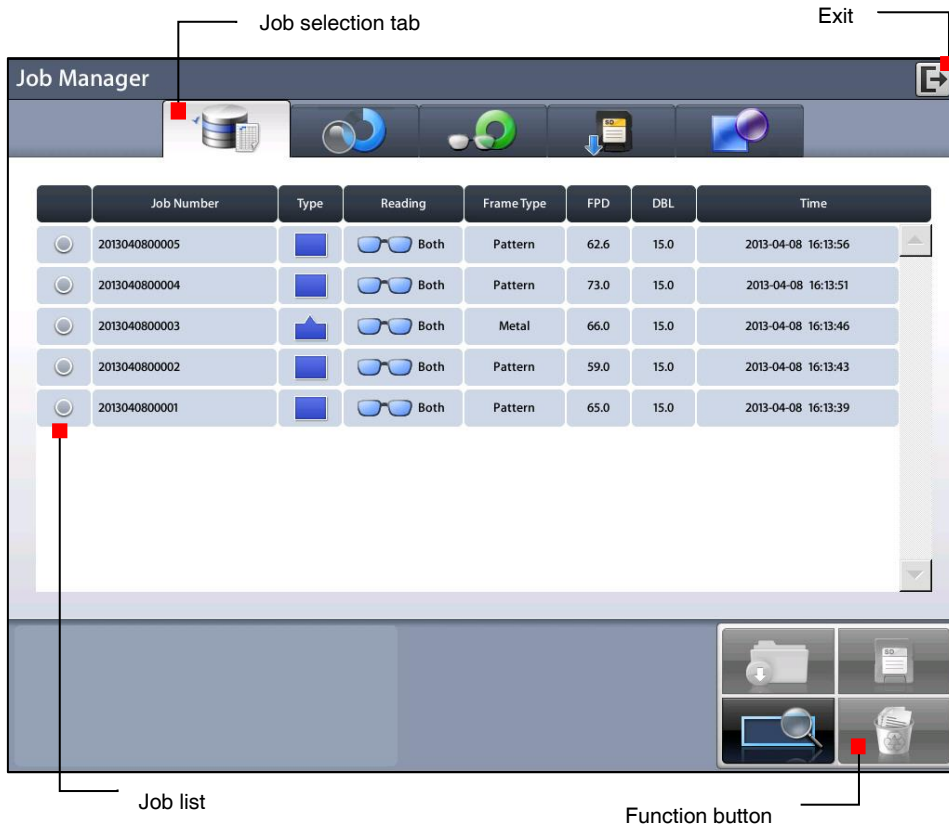 Job selection tab
Exit
Job Manager
SD
Job Number Type Reading Frame Type FPD DBL Time
2013040800005 Both Pattern 62.6 15.0 2013-04-08 16:13:56
2013040800004 Both Pattern 73.0 15.0 2013-04-08 16:13:51
2013040800003 Both Metal 66.0 15.0 2013-04-08 16:13:46
2013040800002 Both Pattern 59.0 15.0 2013-04-08 16:13:43
2013040800001 Both Pattern 65.0 15.0 2013-04-08 16:13:39
SD
Job list
Function button